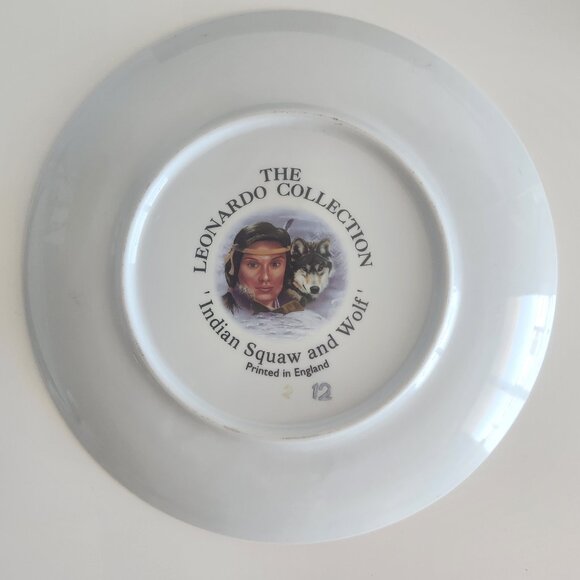 THE
LEONARDO COLLECTION
'Indian Squaw and Wolf'
Printed in England
2 12